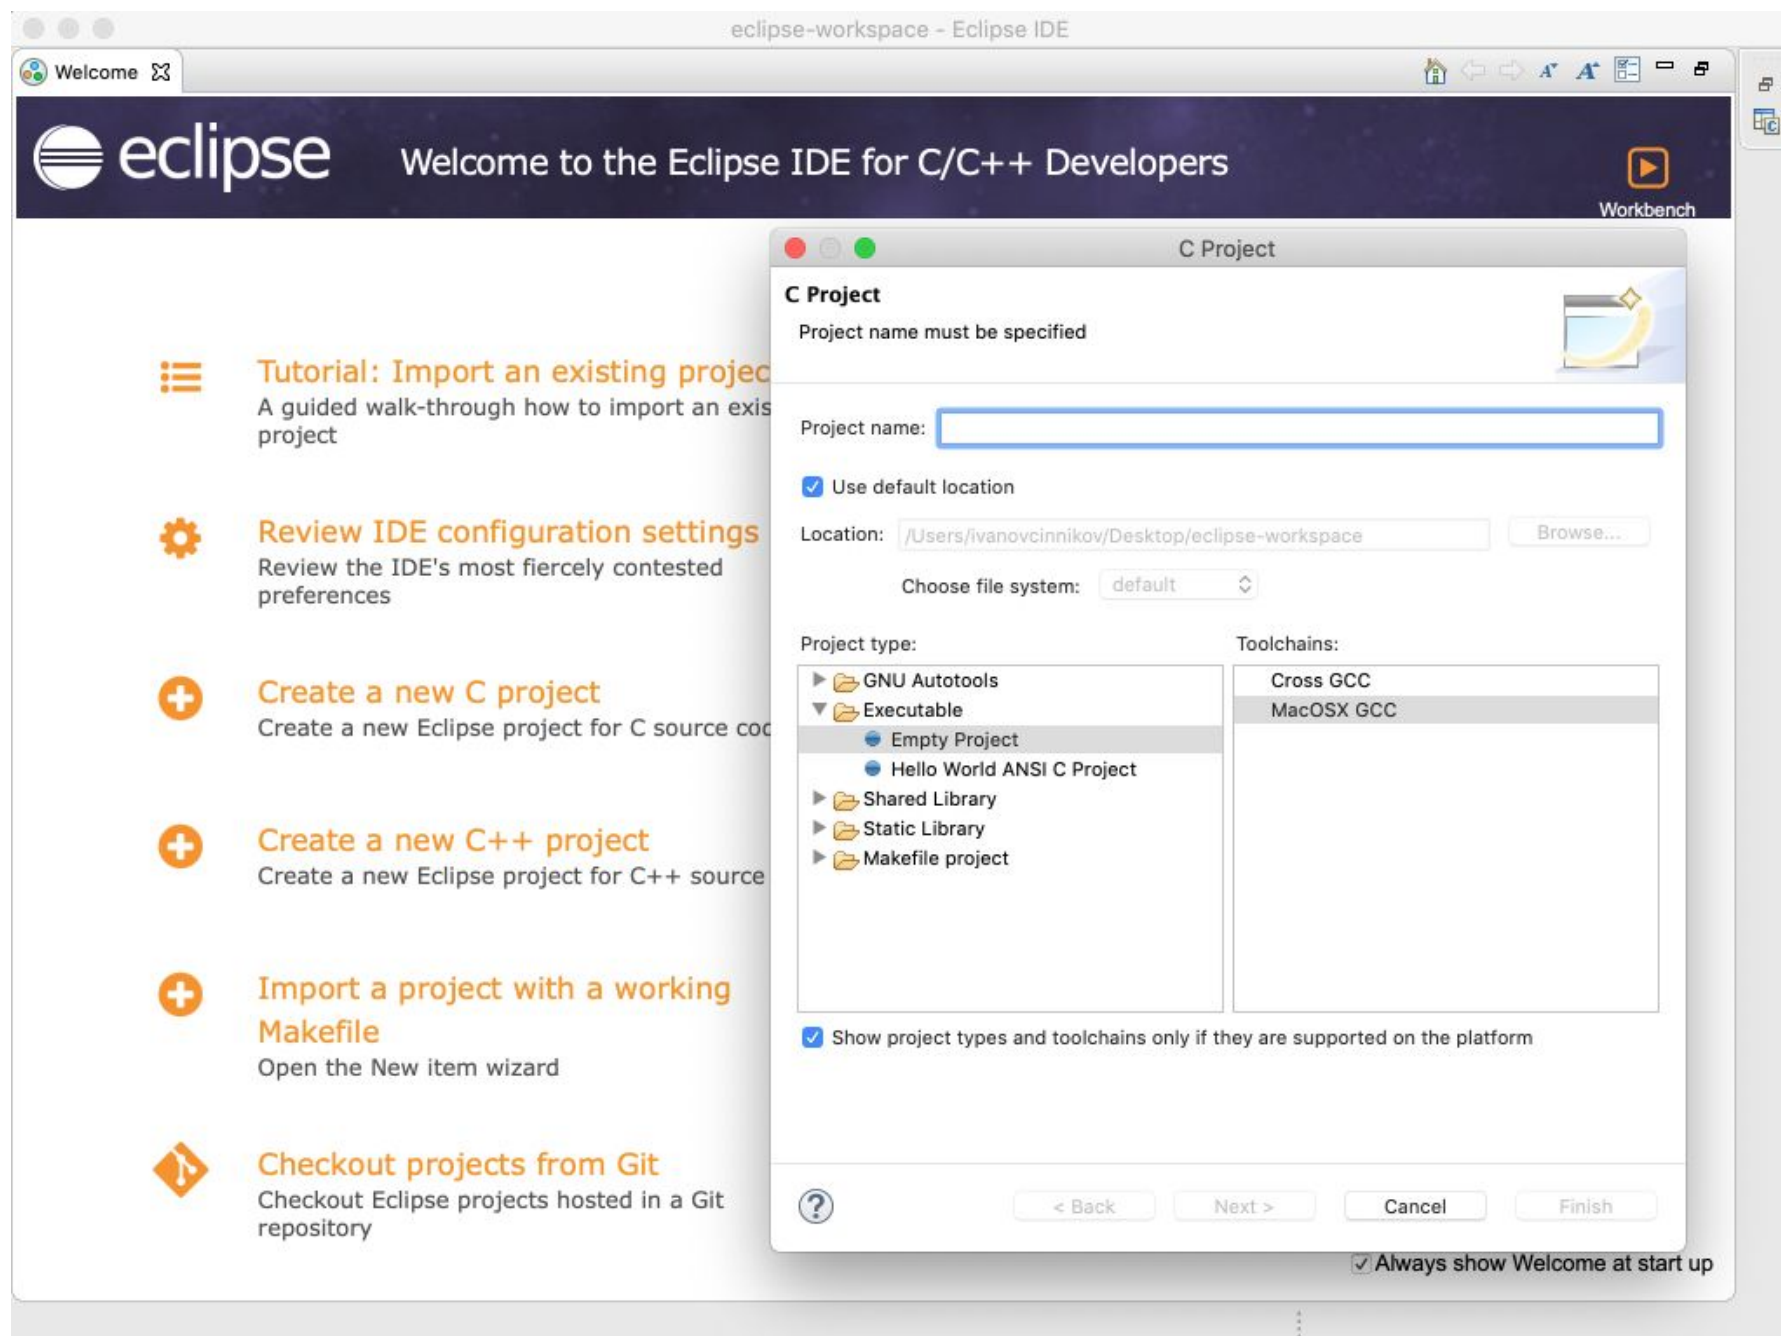 eclipse-workspace - Eclipse IDE
Welcome
eclipse
Welcome to the Eclipse IDE for C/C++ Developers
Workbench
Tutorial: Import an existing projec
A guided walk-through how to import an exis
project
Review IDE configuration settings
Review the IDE's most fiercely contested
preferences
Create a new C project
Create a new Eclipse project for C source coc
Create a new C++ project
Create a new Eclipse project for C++ source
Import a project with a working
Makefile
Open the New item wizard
Checkout projects from Git
Checkout Eclipse projects hosted in a Git
repository
C Project
C Project
Project name must be specified
Project name:
Use default location
Location: /Users/ivanovcinnikov/Desktop/eclipse-workspace Browse...
Choose file system: default
Project type: Toolchains:
GNU Autotools Cross GCC
Executable MacOSX GCC
Empty Project
Hello World ANSI C Project
Shared Library
Static Library
Makefile project
Show project types and toolchains only if they are supported on the platform
? < Back Next > Cancel Finish
Always show Welcome at start up